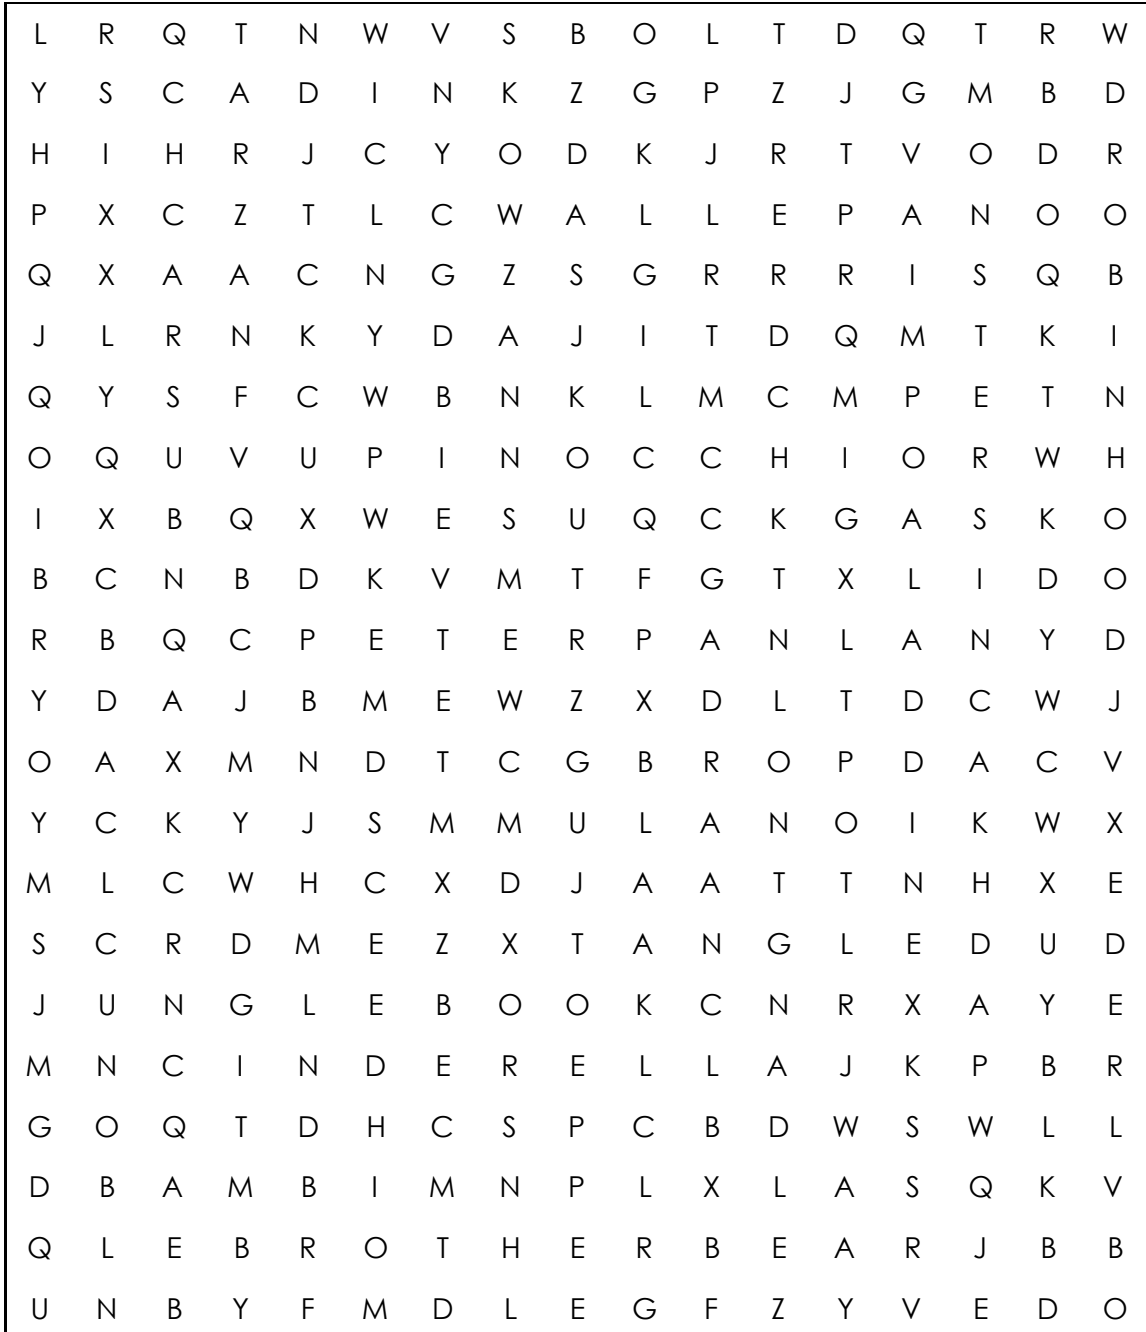 L R Q T N W V S B O L T D Q T R W
Y S C A D I N K Z G P Z J G M B D
H I H R J C Y O D K J R T V O D R
P X C Z T L C W A L L E P A N O O
Q X A A C N G Z S G R R R I S Q B
J L R N K Y D A J I T D Q M T K I
Q Y S F C W B N K L M C M P E T N
O Q U V U P I N O C C H I O R W H
I X B Q X W E S U Q C K G A S K O
B C N B D K V M T F G T X L I D O
R B Q C P E T E R P A N L A N Y D
Y D A J B M E W Z X D L T D C W J
O A X M N D T C G B R O P D A C V
Y C K Y J S M M U L A N O I K W X
M L C W H C X D J A A T T N H X E
S C R D M E Z X T A N G L E D U D
J U N G L E B O O K C N R X A Y E
M N C I N D E R E L L A J K P B R
G O Q T D H C S P C B D W S W L L
D B A M B I M N P L X L A S Q K V
Q L E B R O T H E R B E A R J B B
U N B Y F M D L E G F Z Y V E D O